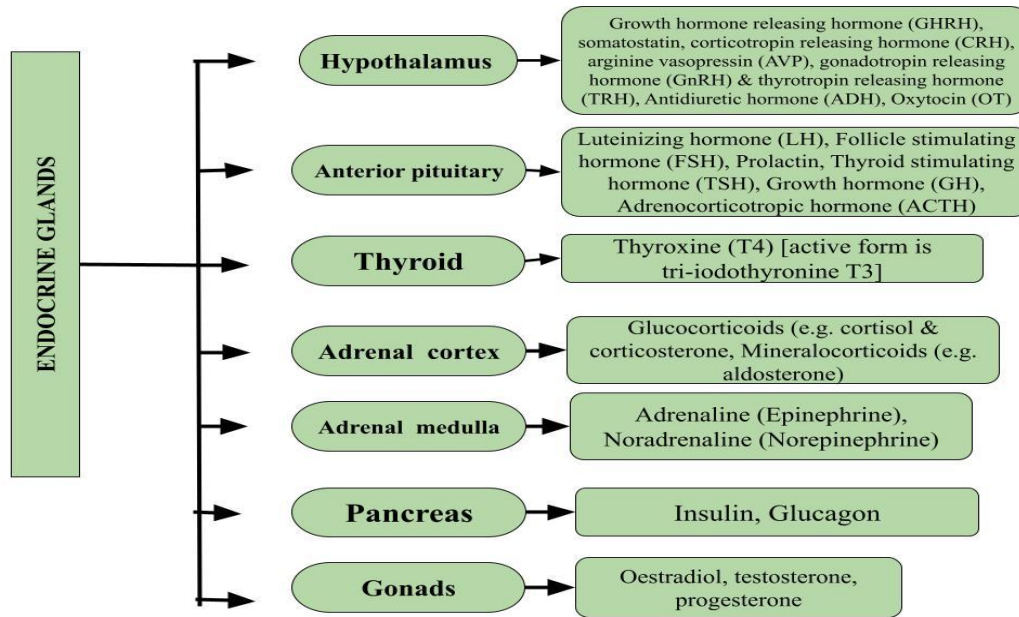 ENDOCRINE GLANDS
Hypothalamus
Growth hormone releasing hormone (GHRH),
somatostatin, corticotropin releasing hormone (CRH),
arginine vasopressin (AVP), gonadotropin releasing
hormone (GnRH) & thyrotropin releasing hormone
(TRH), Antidiuretic hormone (ADH), Oxytocin (OT)
Anterior pituitary
Luteinizing hormone (LH), Follicle stimulating
hormone (FSH), Prolactin, Thyroid stimulating
hormone (TSH), Growth hormone (GH),
Adrenocorticotropic hormone (ACTH)
Thyroid
Thyroxine (T4) [active form is
tri-iodothyronine T3]
Adrenal cortex
Glucocorticoids (e.g. cortisol &
corticosterone, Mineralocorticoids (e.g.
aldosterone)
Adrenal medulla
Adrenaline (Epinephrine),
Noradrenaline (Norepinephrine)
Pancreas
Insulin, Glucagon
Gonads
Oestradiol, testosterone,
progesterone